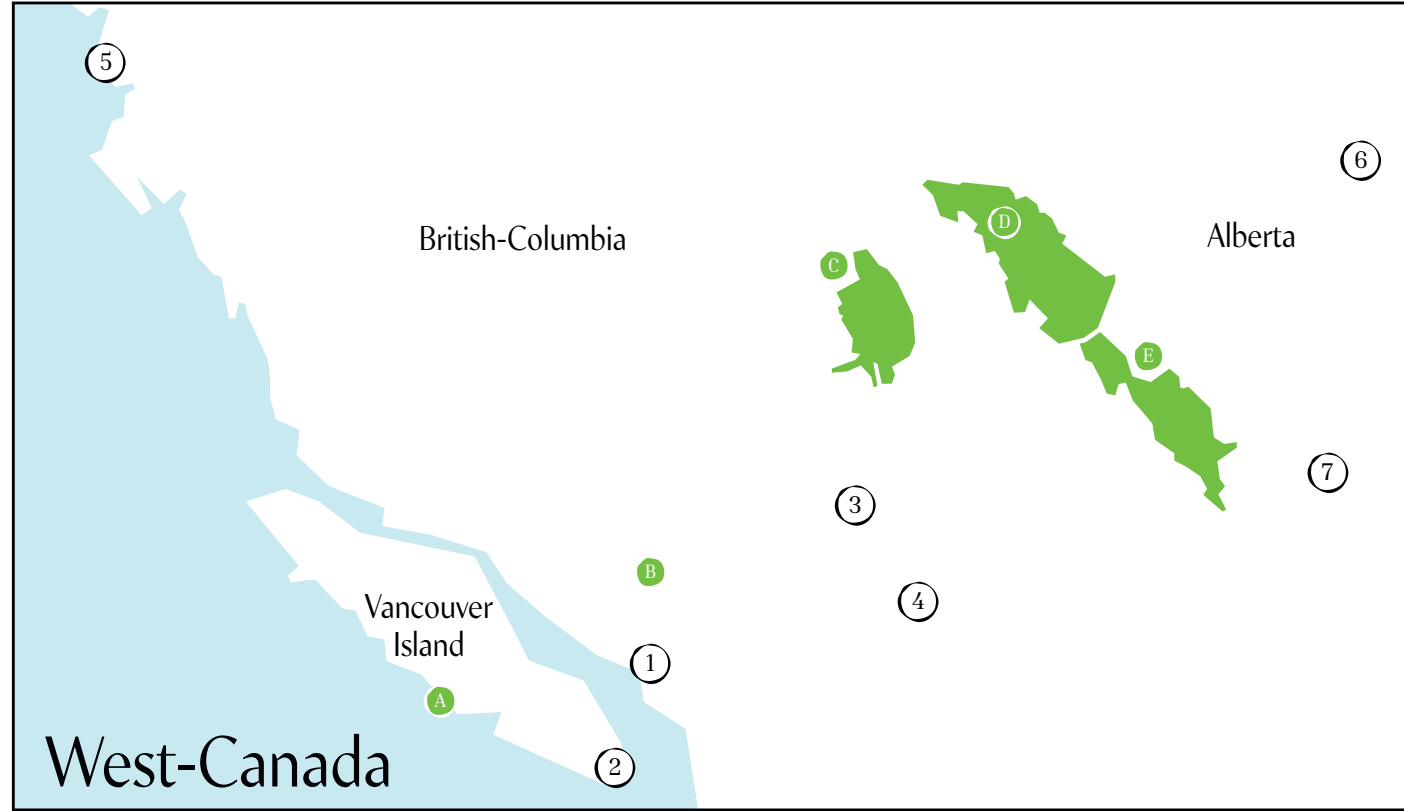 5
6
D
British-Columbia
Alberta
C
E
7
3
B
4
Vancouver
Island
1
A
West-Canada
2